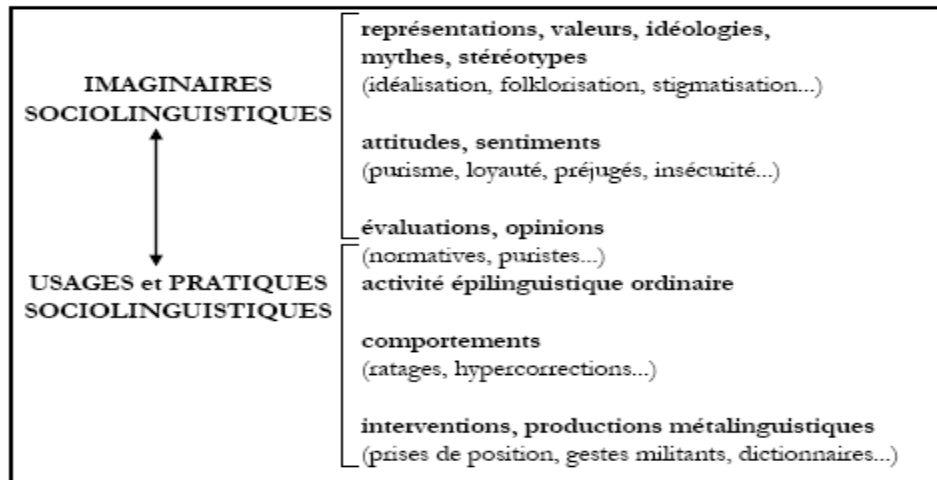 représentations, valeurs, idéologies,
mythes, stéréotypes
(idéalisation, folklorisation, stigmatisation...)
IMAGINAIRES
SOCIOLINGUISTIQUES
attitudes, sentiments
(purisme, loyauté, préjugés, insécurité...)
évaluations, opinions
(normatives, puristes...)
USAGES et PRATIQUES
SOCIOLINGUISTIQUES
activité épilinguistique ordinaire
comportements
(ratages, hypercorrections...)
interventions, productions métalinguistiques
(prises de position, gestes militants, dictionnaires...)